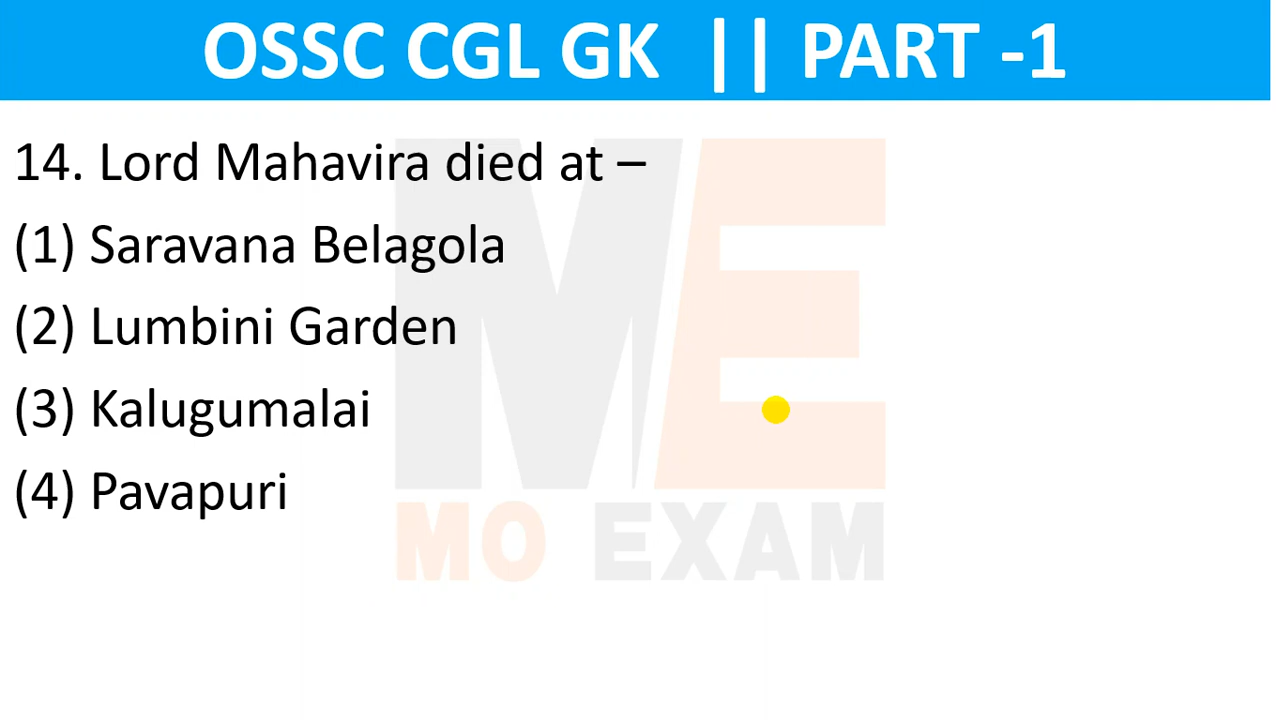 OSSC CGL GK || PART -1
14. Lord Mahavira died at –
(1) Saravana Belagola
(2) Lumbini Garden
(3) Kalugumalai
(4) Pavapuri
ME
MO EXAM